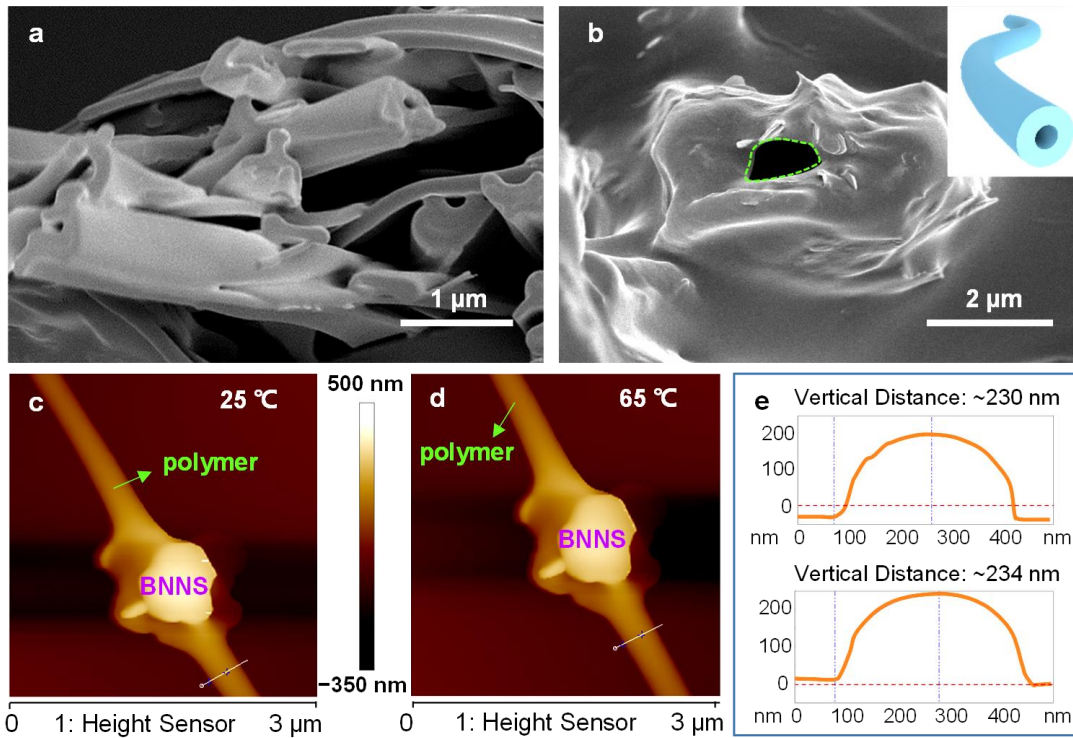 a
1 µm
b
2 µm
c
25 ℃
polymer
BNNS
500 nm
−350 nm
d
65 ℃
polymer
BNNS
0 1: Height Sensor 3 µm
0 1: Height Sensor 3 µm
e
Vertical Distance: ~230 nm
200
100
0
nm 0 100 200 300 400 nm
Vertical Distance: ~234 nm
200
100
0
nm 0 100 200 300 400 nm